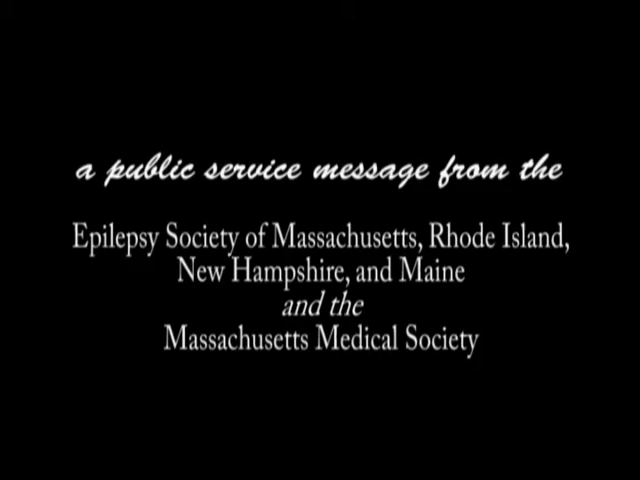 a public service message from the
Epilepsy Society of Massachusetts, Rhode Island,
New Hampshire, and Maine
and the
Massachusetts Medical Society